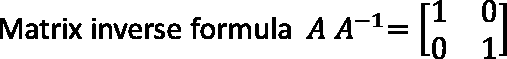 Matrix inverse formula A A⁻¹= [1 0
0 1]